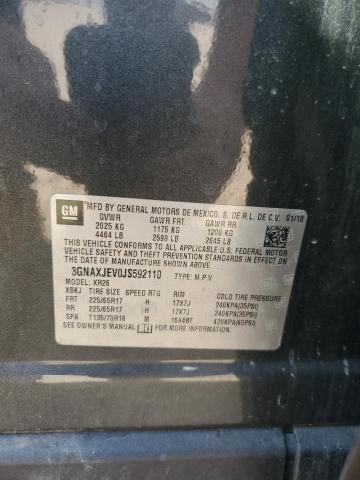 GM
MFD BY GENERAL MOTORS DE MEXICO, S. DE R.L. DE C.V. 01/18
GVWR GAWR FRT GAWR RR
2025 KG 1175 KG 1200 KG
4464 LB 2590 LB 2645 LB
THIS VEHICLE CONFORMS TO ALL APPLICABLE U.S. FEDERAL
MOTOR VEHICLE SAFETY, BUMPER, AND THEFT PREVENTION
STANDARDS IN EFFECT ON THE
DATE OF MANUFACTURE SHOWN ABOVE.
3GNAXJEV0JS592110 TYPE: M.P.V.
MODEL: XR26
XBKJ TIRE SIZE SPEED RTG RIM COLD TIRE PRESSURE
FRT 225/65R17 H 17X7J 240KPA(35PSI)
RR 225/65R17 H 17X7J 240KPA(35PSI)
SPA T135/70R16 M 16X4BT 420KPA(60PSI)
SEE OWNER'S MANUAL FOR MORE INFORMATION.